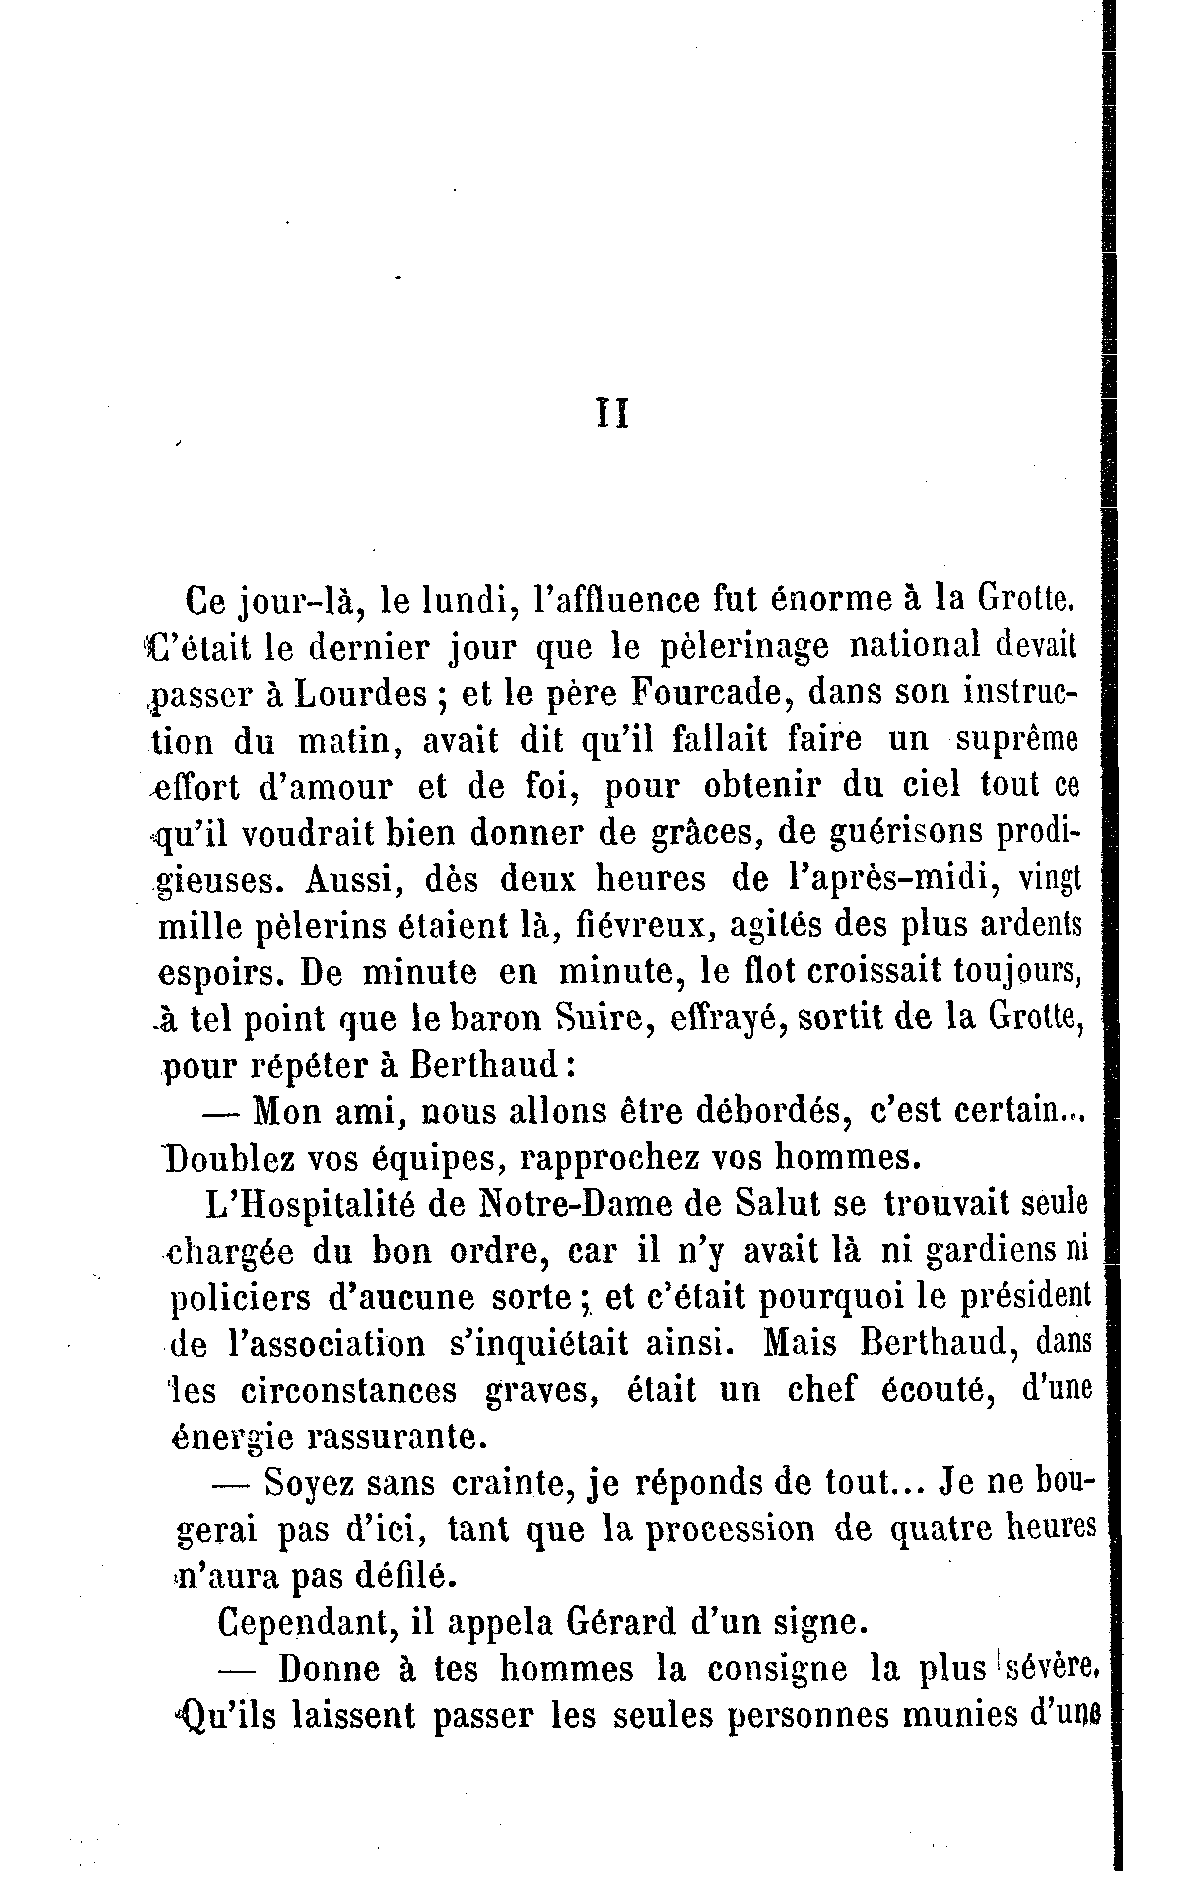 II
Ce jour-là, le lundi, l'affluence fut énorme à la Grotte.
C'était le dernier jour que le pèlerinage national devait
passer à Lourdes ; et le père Fourcade, dans son instruc-
tion du matin, avait dit qu'il fallait faire un suprême
effort d'amour et de foi, pour obtenir du ciel tout ce
qu'il voudrait bien donner de grâces, de guérisons prodi-
gieuses. Aussi, dès deux heures de l'après-midi, vingt
mille pèlerins étaient là, fiévreux, agités des plus ardents
espoirs. De minute en minute, le flot croissait toujours,
à tel point que le baron Suire, effrayé, sortit de la Grotte,
pour répéter à Berthaud :
— Mon ami, nous allons être débordés, c'est certain...
Doublez vos équipes, rapprochez vos hommes.
L'Hospitalité de Notre-Dame de Salut se trouvait seule
chargée du bon ordre, car il n'y avait là ni gardiens ni
policiers d'aucune sorte ; et c'était pourquoi le président
de l'association s'inquiétait ainsi. Mais Berthaud, dans
les circonstances graves, était un chef écouté, d'une
énergie rassurante.
— Soyez sans crainte, je réponds de tout... Je ne bou-
gerai pas d'ici, tant que la procession de quatre heures
n'aura pas défilé.
Cependant, il appela Gérard d'un signe.
— Donne à tes hommes la consigne la plus sévère.
Qu'ils laissent passer les seules personnes munies d'une